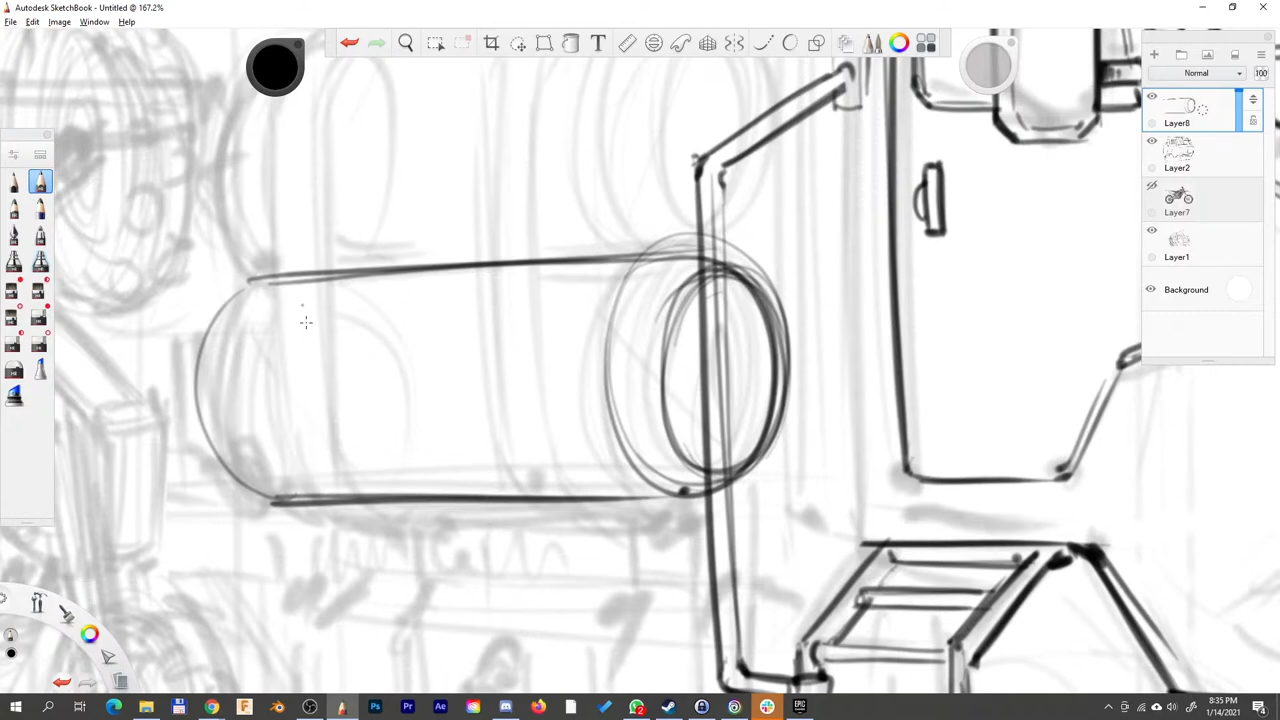 Autodesk SketchBook - Untitled @ 167.2%
File Edit Image Window Help
Normal
100
Layer8
Layer2
Layer7
Layer1
Background
8:35 PM
1/14/2021